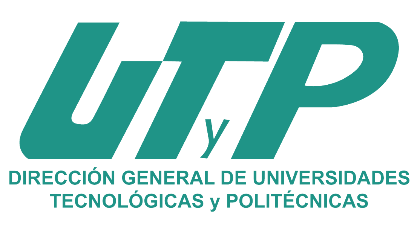 UTyP
DIRECCIÓN GENERAL DE UNIVERSIDADES
TECNOLÓGICAS y POLITÉCNICAS